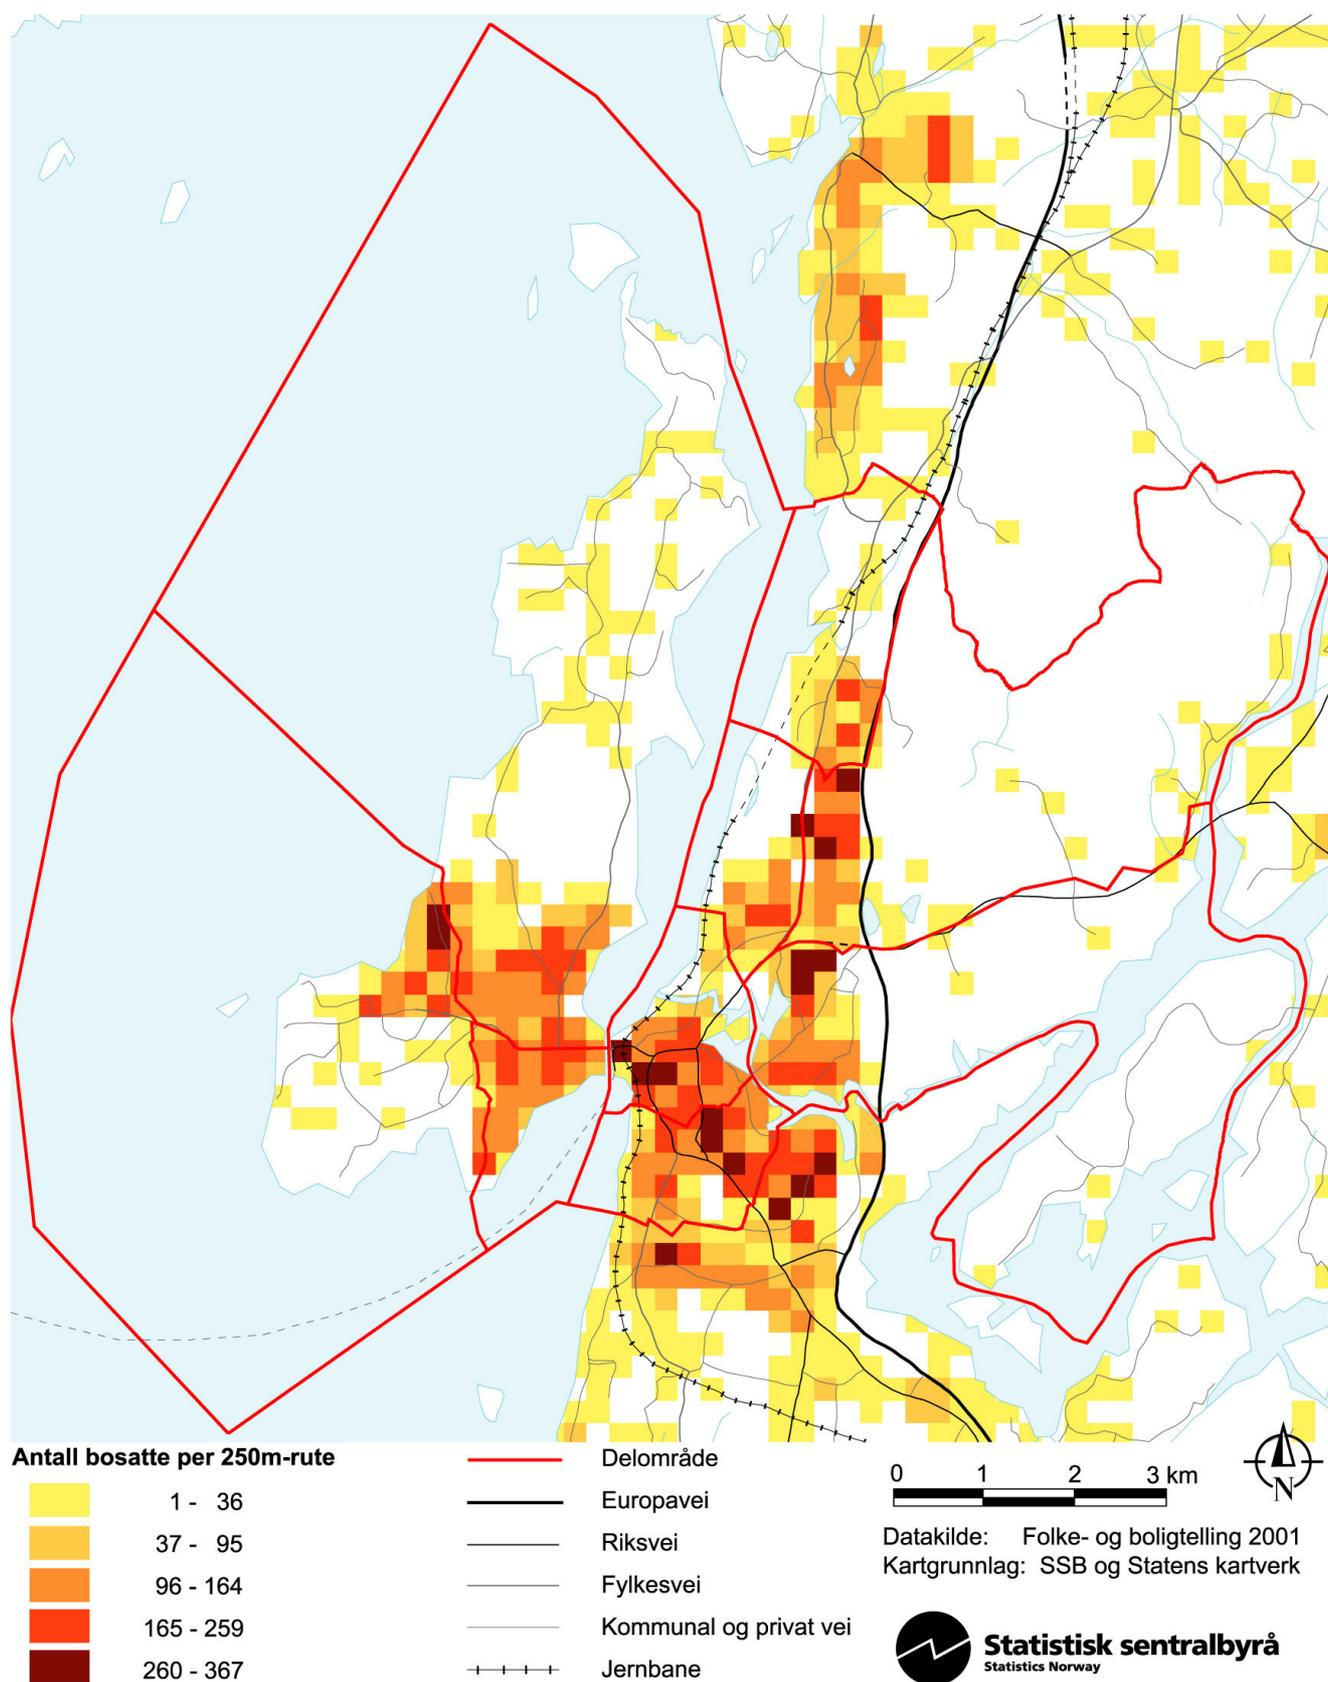 Antall bosatte per 250m-rute
1 - 36
37 - 95
96 - 164
165 - 259
260 - 367
Delområde
Europavei
Riksvei
Fylkesvei
Kommunal og privat vei
Jernbane
0 1 2 3 km
N
Datakilde: Folke- og boligtelling 2001
Kartgrunnlag: SSB og Statens kartverk
Statistisk sentralbyrå
Statistics Norway